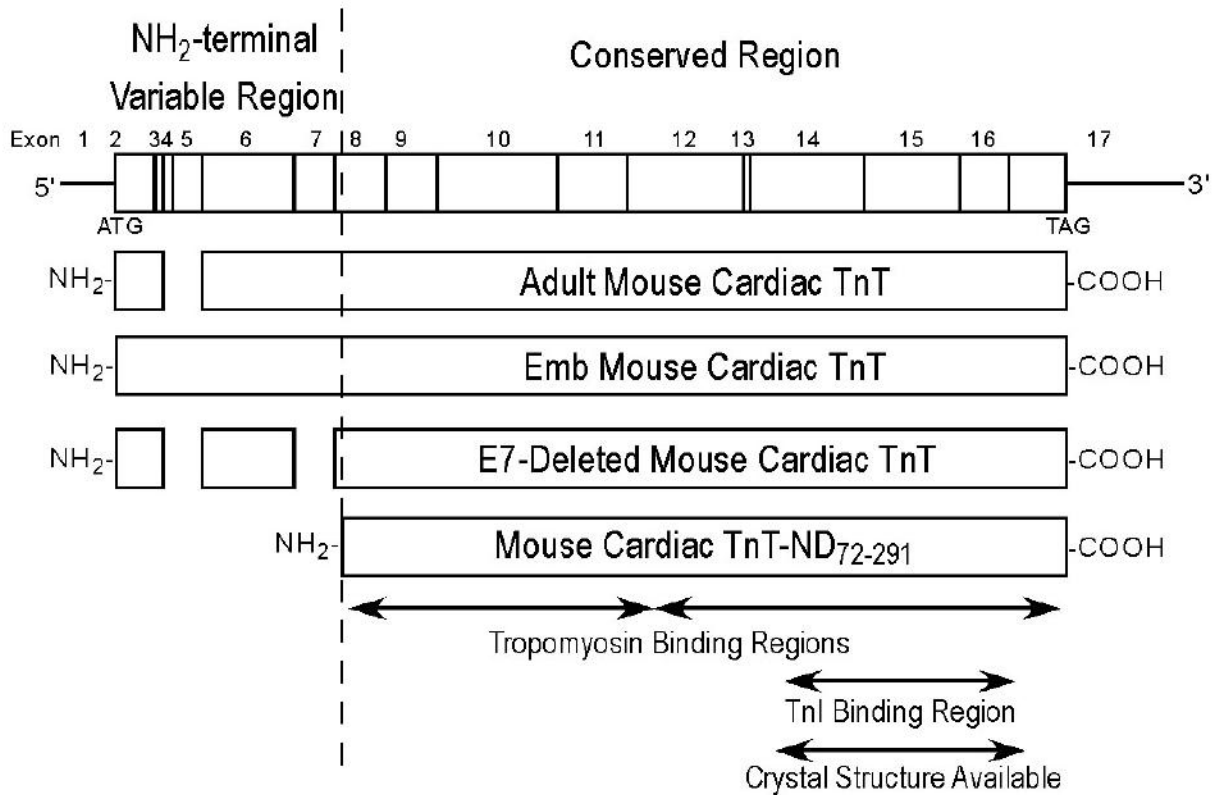 NH2-terminal
Variable Region
Conserved Region
Exon 1 2 3 4 5 6 7 8 9 10 11 12 13 14 15 16 17
5' 3'
ATG TAG
NH2- Adult Mouse Cardiac TnT -COOH
NH2- Emb Mouse Cardiac TnT -COOH
NH2- E7-Deleted Mouse Cardiac TnT -COOH
NH2- Mouse Cardiac TnT-ND72-291 -COOH
Tropomyosin Binding Regions
TnI Binding Region
Crystal Structure Available